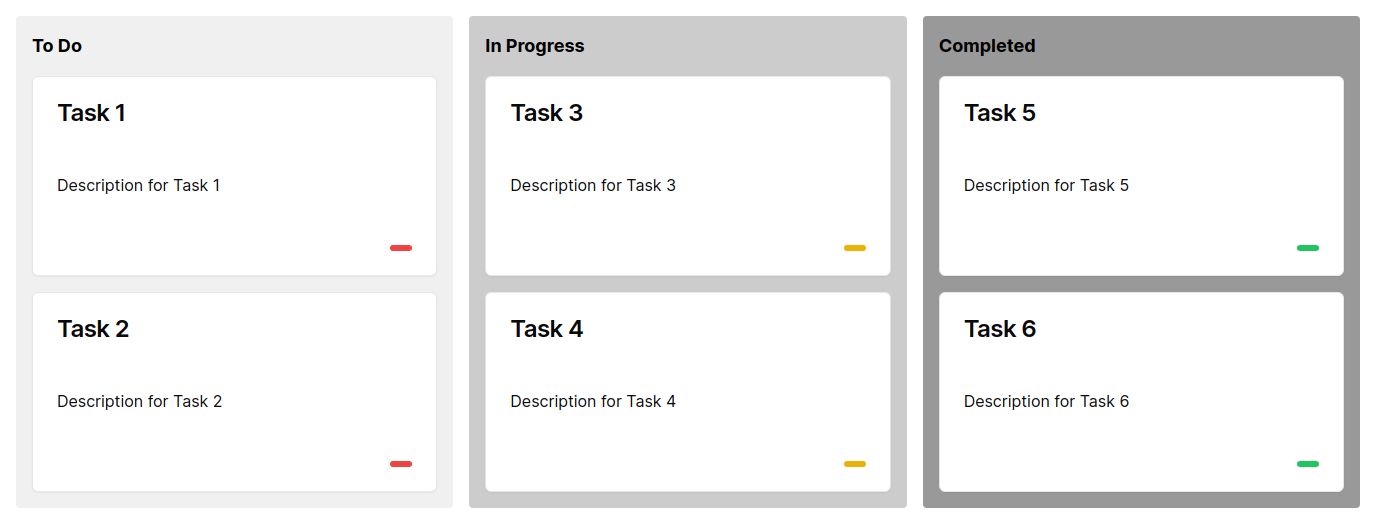 To Do
Task 1
Description for Task 1
Task 2
Description for Task 2
In Progress
Task 3
Description for Task 3
Task 4
Description for Task 4
Completed
Task 5
Description for Task 5
Task 6
Description for Task 6